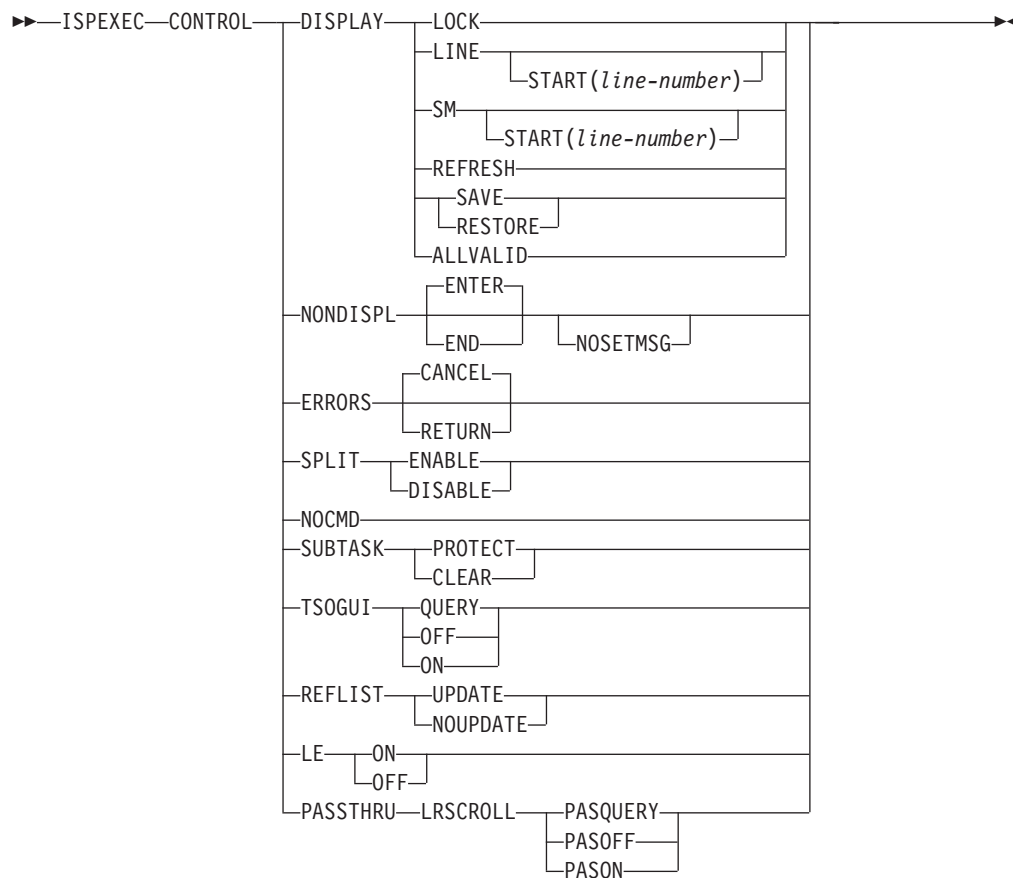 ISPEXEC CONTROL DISPLAY LOCK
LINE
START(line-number)
SM
START(line-number)
REFRESH
SAVE
RESTORE
ALLVALID
ENTER
NONDISPL
END NOSETMSG
CANCEL
ERRORS
RETURN
SPLIT ENABLE
DISABLE
NOCMD
SUBTASK PROTECT
CLEAR
TSOGUI QUERY
OFF
ON
REFLIST UPDATE
NOUPDATE
LE ON
OFF
PASSTHRU LRSCROLL PASQUERY
PASOFF
PASON